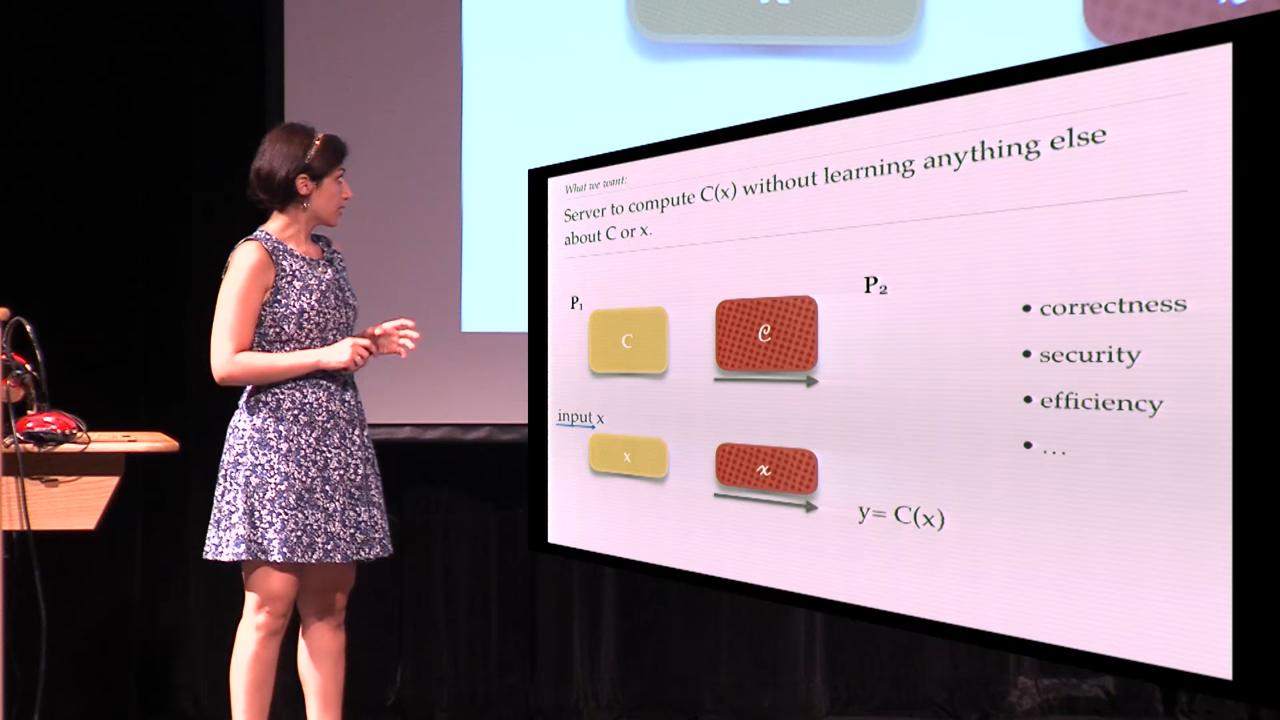 What we want:
Server to compute C(x) without learning anything else
about C or x.
P₁
P₂
C
𝒞
input x
x
𝓍
y= C(x)
• correctness
• security
• efficiency
• ...